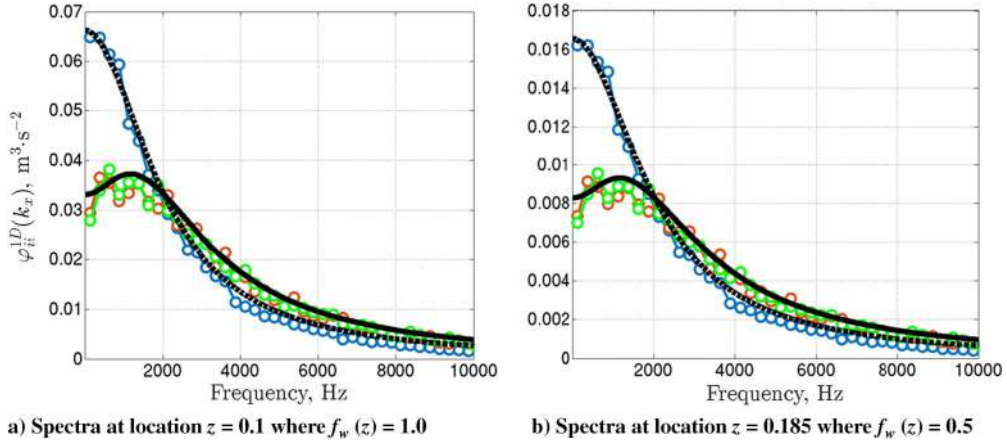 0.07
0.06
0.05
0.04
0.03
0.02
0.01
0
2000 4000 6000 8000 10000
Frequency, Hz
φ_{ii}^{1D}(k_x), m³·s⁻²
a) Spectra at location z = 0.1 where f_w (z) = 1.0
0.018
0.016
0.014
0.012
0.01
0.008
0.006
0.004
0.002
0
2000 4000 6000 8000 10000
Frequency, Hz
b) Spectra at location z = 0.185 where f_w (z) = 0.5